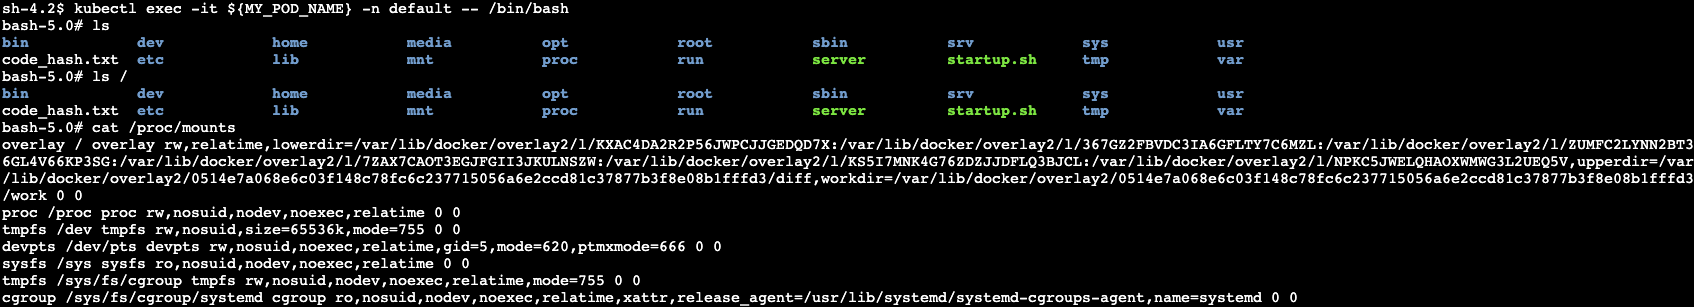 sh-4.2$ kubectl exec -it ${MY_POD_NAME} -n default -- /bin/bash
bash-5.0# ls
bin dev home media opt root sbin srv sys usr
code_hash.txt etc lib mnt proc run server startup.sh tmp var
bash-5.0# ls /
bin dev home media opt root sbin srv sys usr
code_hash.txt etc lib mnt proc run server startup.sh tmp var
bash-5.0# cat /proc/mounts
overlay / overlay rw,relatime,lowerdir=/var/lib/docker/overlay2/l/KXAC4DA2R2P56JWPCJJGEDQD7X:/var/lib/docker/overlay2/l/367GZ2FBVDC3IA6GFLTY7C6MZL:/var/lib/docker/overlay2/l/ZUMFC2LYNN2BT3
6GL4V66KP3SG:/var/lib/docker/overlay2/l/7ZAX7CAOT3EGJFGII3JKULNSZW:/var/lib/docker/overlay2/l/KS5I7MNK4G76ZDZJJDFLQ3BJCL:/var/lib/docker/overlay2/l/NPKC5JWELQHAOXWMWG3L2UEQ5V,upperdir=/var
/lib/docker/overlay2/0514e7a068e6c03f148c78fc6c237715056a6e2ccd81c37877b3f8e08b1fffd3/diff,workdir=/var/lib/docker/overlay2/0514e7a068e6c03f148c78fc6c237715056a6e2ccd81c37877b3f8e08b1fffd3
/work 0 0
proc /proc proc rw,nosuid,nodev,noexec,relatime 0 0
tmpfs /dev tmpfs rw,nosuid,size=65536k,mode=755 0 0
devpts /dev/pts devpts rw,nosuid,noexec,relatime,gid=5,mode=620,ptmxmode=666 0 0
sysfs /sys sysfs ro,nosuid,nodev,noexec,relatime 0 0
tmpfs /sys/fs/cgroup tmpfs rw,nosuid,nodev,noexec,relatime,mode=755 0 0
cgroup /sys/fs/cgroup/systemd cgroup ro,nosuid,nodev,noexec,relatime,xattr,release_agent=/usr/lib/systemd/systemd-cgroups-agent,name=systemd 0 0